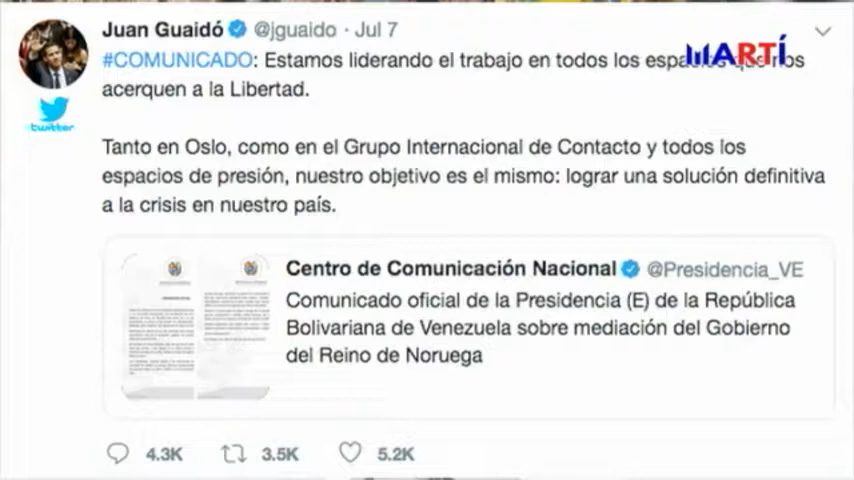 Juan Guaidó @jguaido · Jul 7
MARTÍ
#COMUNICADO: Estamos liderando el trabajo en todos los espacios que nos
acerquen a la Libertad.
twitter
Tanto en Oslo, como en el Grupo Internacional de Contacto y todos los
espacios de presión, nuestro objetivo es el mismo: lograr una solución definitiva
a la crisis en nuestro país.
Centro de Comunicación Nacional @Presidencia_VE
Comunicado oficial de la Presidencia (E) de la República
Bolivariana de Venezuela sobre mediación del Gobierno
del Reino de Noruega
4.3K 3.5K 5.2K